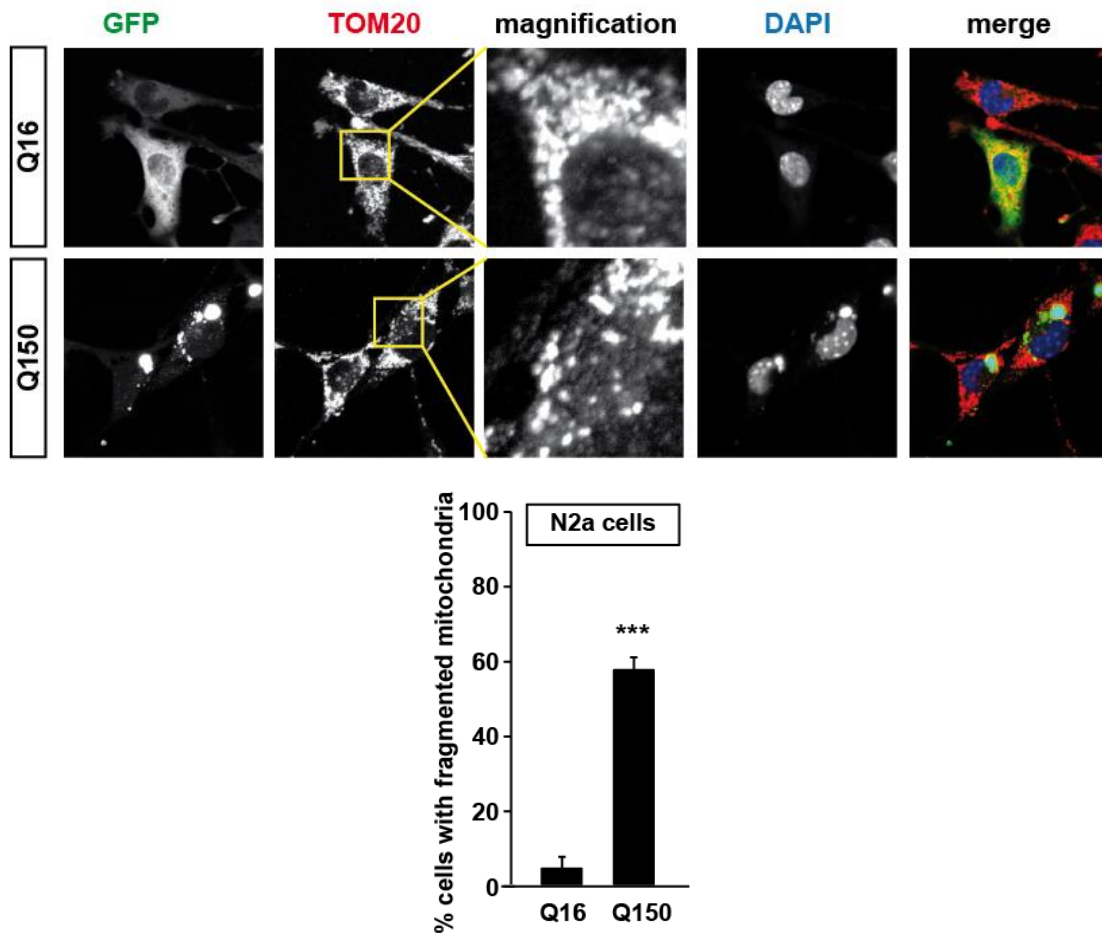 GFP TOM20 magnification DAPI merge
Q16
Q150
N2a cells
% cells with fragmented mitochondria
100
80
60
40
20
0
***
Q16 Q150